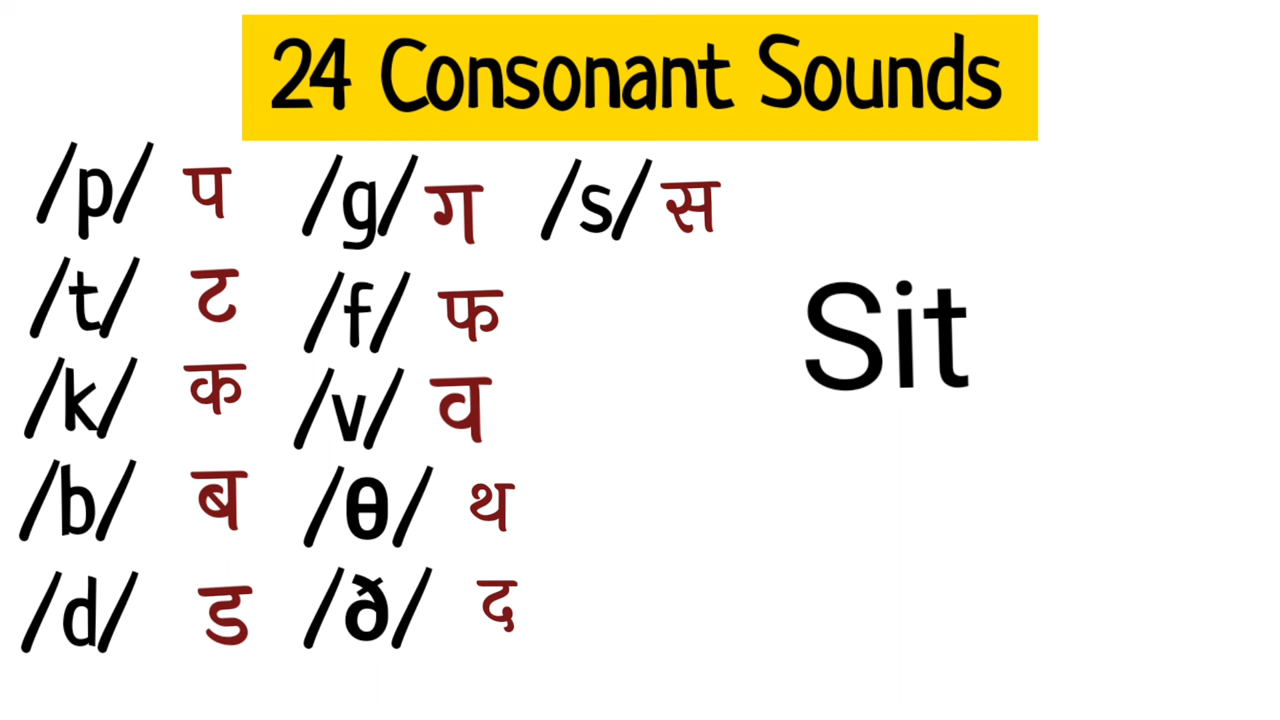 24 Consonant Sounds
/p/ प
/t/ ट
/k/ क
/b/ ब
/d/ ड
/g/ ग
/f/ फ
/v/ व
/θ/ थ
/ð/ द
/s/ स
Sit